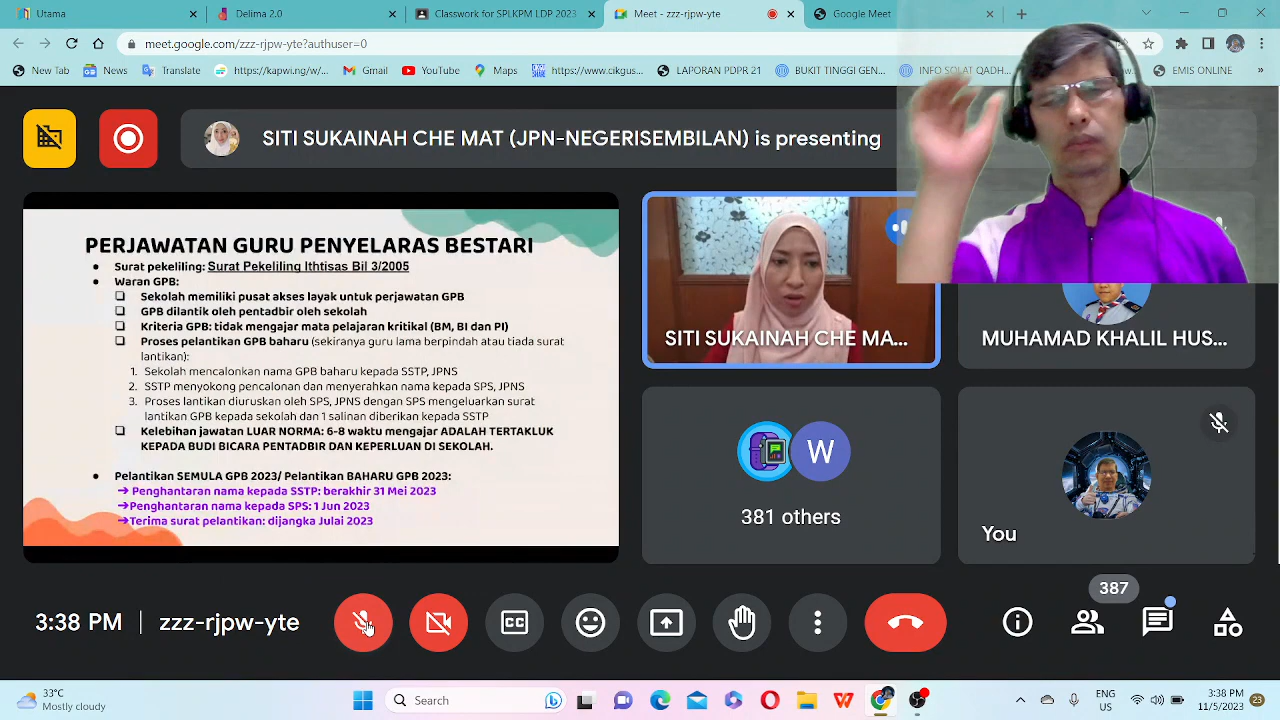 Utama
Delima 2.0
Classwork for SPLKPM LDP 2023
Meet - zzz-rjpw-yte
Google Meet
meet.google.com/zzz-rjpw-yte?authuser=0
New Tab
News
Translate
https://kapwing.g/w...
Gmail
YouTube
Maps
https://www.cikgus...
LAPORAN PDPR 21
BUKIT TINGGI GEN...
INFO SOLAT QADH...
EMIS ONLINE
SITI SUKAINAH CHE MAT (JPN-NEGERISEMBILAN) is presenting
PERJAWATAN GURU PENYELARAS BESTARI
Surat pekeliling: Surat Pekeliling Ihthisas Bil 3/2005
Waran GPB:
Sekolah memiliki pusat akses layak untuk perjawatan GPB
GPB dilantik oleh pentadbir oleh sekolah
Kriteria GPB: tidak mengajar mata pelajaran kritikal (BM, BI dan PI)
Proses pelantikan GPB baharu (sekiranya guru lama berpindah atau tiada surat
lantikan):
1. Sekolah mencalonkan nama GPB baharu kepada SSTP, JPNS
2. SSTP menyokong pencalonan dan menyerahkan nama kepada SPS, JPNS
3. Proses lantikan diuruskan oleh SPS, JPNS dengan SPS mengeluarkan surat
lantikan GPB kepada sekolah dan 1 salinan diberikan kepada SSTP
Kelebihan jawatan LUAR NORMA: 6-8 waktu mengajar ADALAH TERTAKLUK
KEPADA BUDI BICARA PENTADBIR DAN KEPERLUAN DI SEKOLAH.
Pelantikan SEMULA GPB 2023/ Pelantikan BAHARU GPB 2023:
➔ Penghantaran nama kepada SSTP: berakhir 31 Mei 2023
➔Penghantaran nama kepada SPS: 1 Jun 2023
➔Terima surat pelantikan: dijangka Julai 2023
SITI SUKAINAH CHE MA...
MUHAMAD KHALIL HUS...
W
381 others
You
387
3:38 PM
zzz-rjpw-yte
CC
33°C
Mostly cloudy
Search
ENG
US
3:38 PM
11/5/2023
23